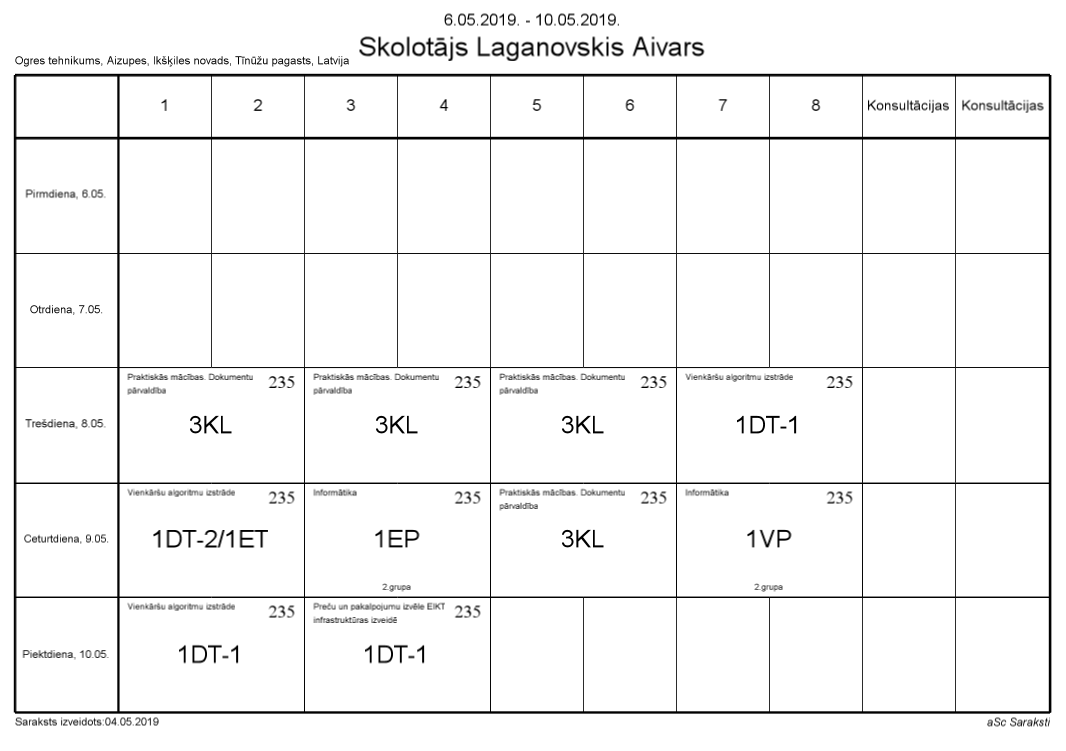 6.05.2019. - 10.05.2019.
Skolotājs Laganovskis Aivars
Ogres tehnikums, Aizupes, Ikšķiles novads, Tīnūžu pagasts, Latvija
1 2 3 4 5 6 7 8 Konsultācijas Konsultācijas
Pirmdiena, 6.05.
Otrdiena, 7.05.
Trešdiena, 8.05.
Praktiskās mācības. Dokumentu pārvaldība 235
3KL
Praktiskās mācības. Dokumentu pārvaldība 235
3KL
Praktiskās mācības. Dokumentu pārvaldība 235
3KL
Vienkāršu algoritmu izstrāde 235
1DT-1
Ceturtdiena, 9.05.
Vienkāršu algoritmu izstrāde 235
1DT-2/1ET
Informātika 235
1EP
2.grupa
Praktiskās mācības. Dokumentu pārvaldība 235
3KL
Informātika 235
1VP
2.grupa
Piektdiena, 10.05.
Vienkāršu algoritmu izstrāde 235
1DT-1
Preču un pakalpojumu izvēle EIKT infrastruktūras izveidē 235
1DT-1
Saraksts izveidots:04.05.2019
aSc Saraksti